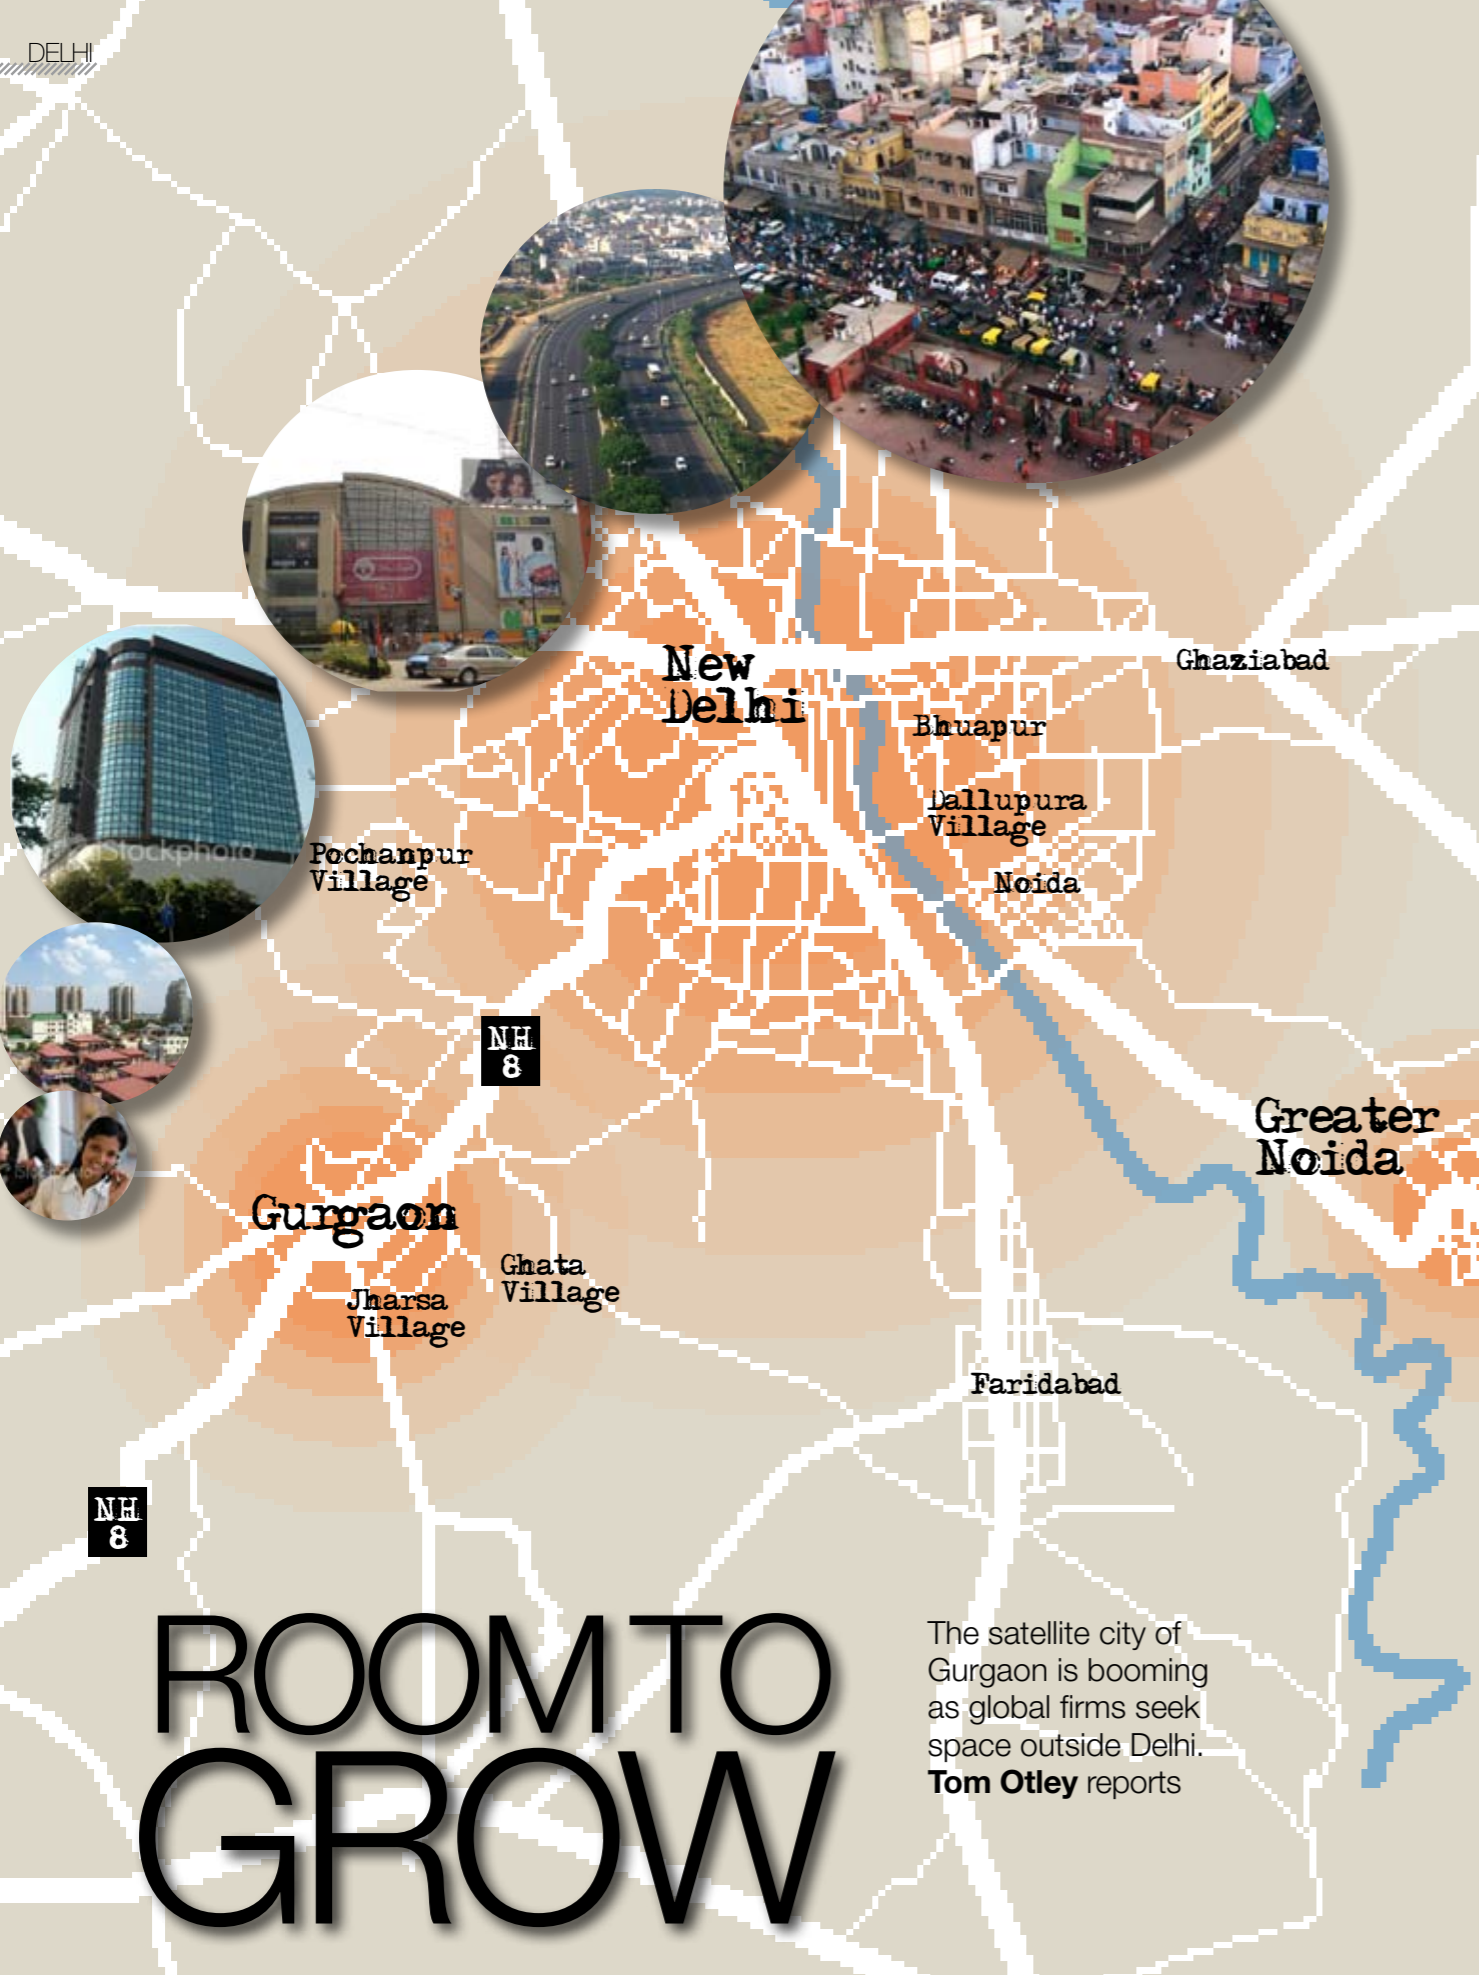 DELHI
New
Delhi
Ghaziabad
Bhuapur
Dallupura
Village
Noida
iStockphoto
Pochanpur
Village
NH
8
Greater
Noida
Gurgaon
Ghata
Village
Jharsa
Village
Faridabad
NH
8
ROOM TO
GROW
The satellite city of
Gurgaon is booming
as global firms seek
space outside Delhi.
Tom Otley reports